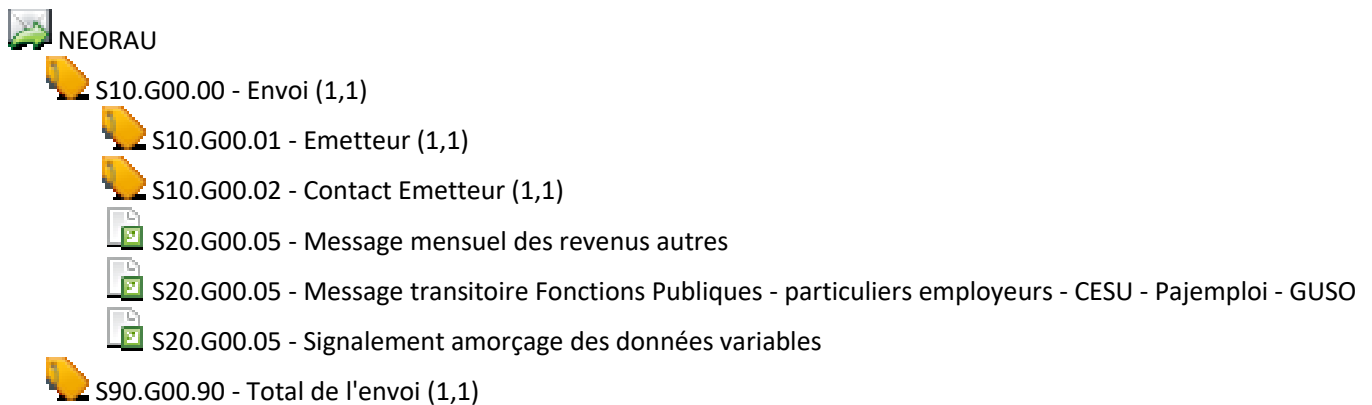 NEORAU
S10.G00.00 - Envoi (1,1)
S10.G00.01 - Emetteur (1,1)
S10.G00.02 - Contact Emetteur (1,1)
S20.G00.05 - Message mensuel des revenus autres
S20.G00.05 - Message transitoire Fonctions Publiques - particuliers employeurs - CESU - Pajemploi - GUSO
S20.G00.05 - Signalement amorçage des données variables
S90.G00.90 - Total de l'envoi (1,1)